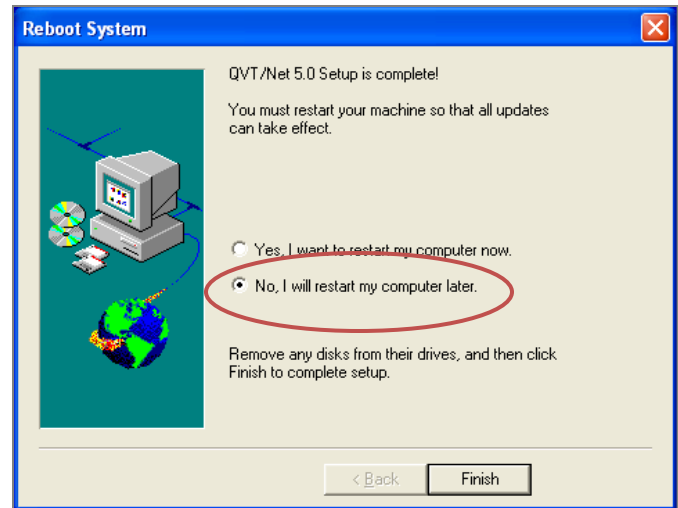 Reboot System
QVT/Net 5.0 Setup is complete!
You must restart your machine so that all updates
can take effect.
Yes, I want to restart my computer now.
No, I will restart my computer later.
Remove any disks from their drives, and then click
Finish to complete setup.
< Back
Finish